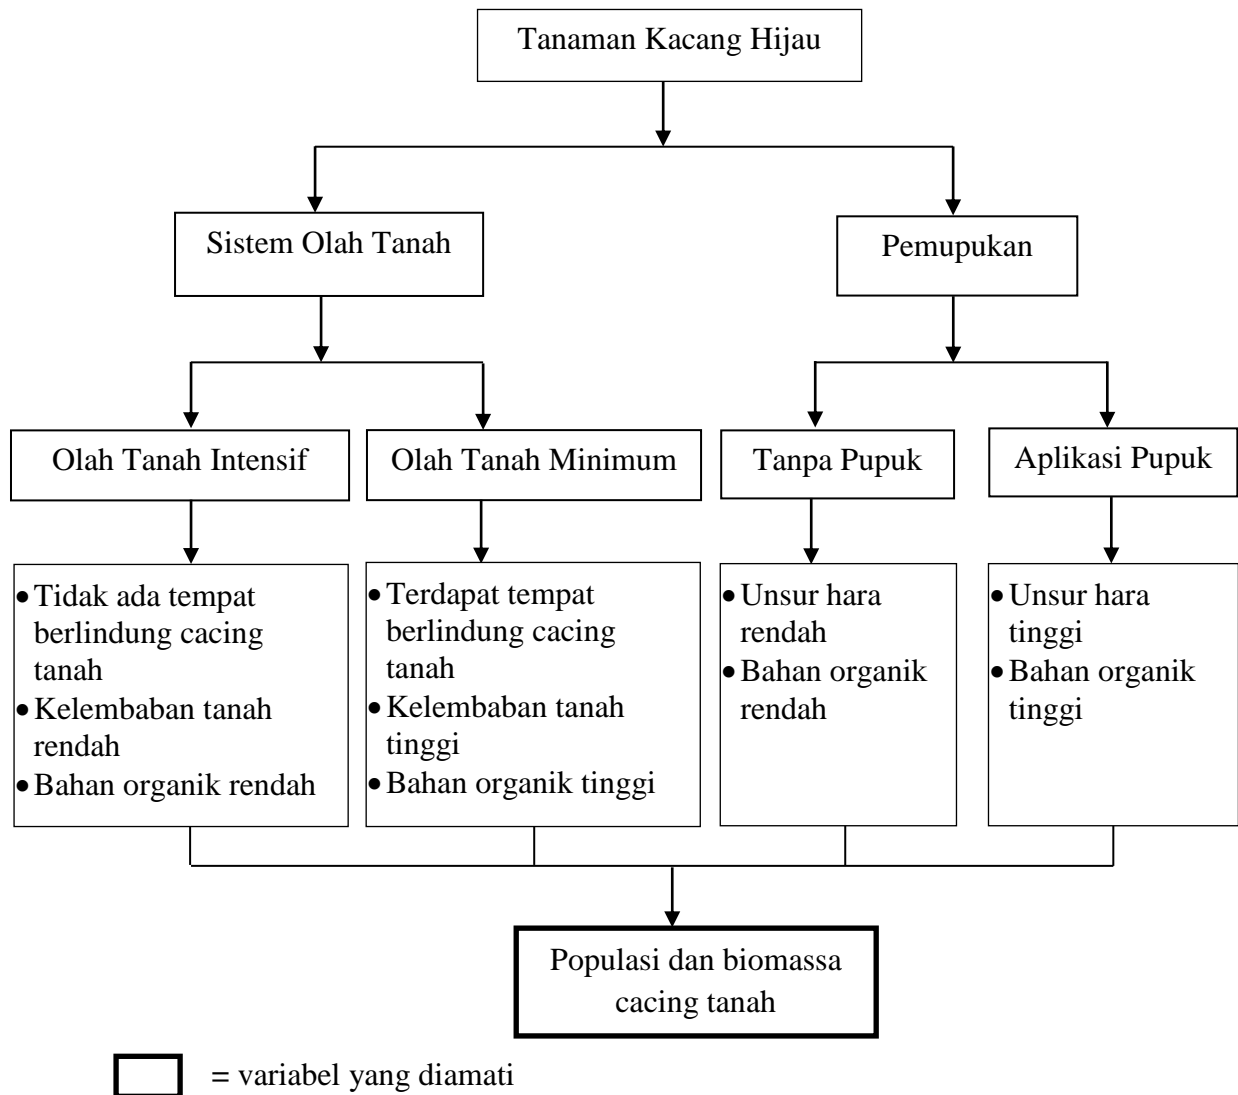 Tanaman Kacang Hijau
Sistem Olah Tanah
Pemupukan
Olah Tanah Intensif
Olah Tanah Minimum
Tanpa Pupuk
Aplikasi Pupuk
• Tidak ada tempat
berlindung cacing
tanah
• Kelembaban tanah
rendah
• Bahan organik rendah
• Terdapat tempat
berlindung cacing
tanah
• Kelembaban tanah
tinggi
• Bahan organik tinggi
• Unsur hara
rendah
• Bahan organik
rendah
• Unsur hara
tinggi
• Bahan organik
tinggi
Populasi dan biomassa
cacing tanah
= variabel yang diamati